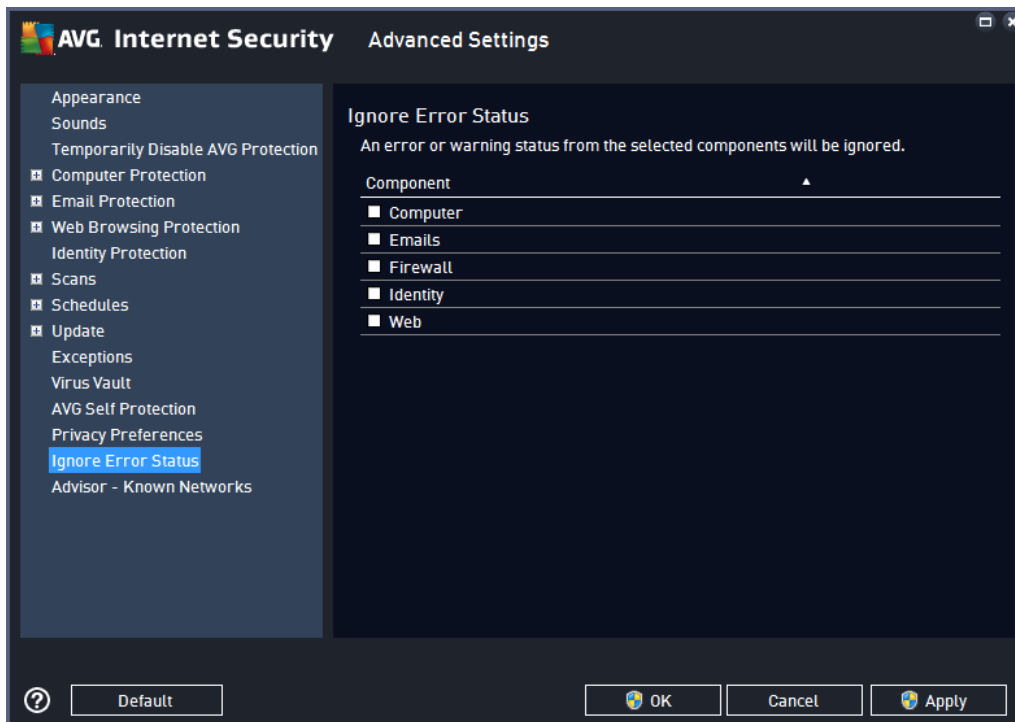 AVG. Internet Security Advanced Settings
Appearance
Sounds
Temporarily Disable AVG Protection
Computer Protection
Email Protection
Web Browsing Protection
Identity Protection
Scans
Schedules
Update
Exceptions
Virus Vault
AVG Self Protection
Privacy Preferences
Ignore Error Status
Advisor - Known Networks
Ignore Error Status
An error or warning status from the selected components will be ignored.
Component
Computer
Emails
Firewall
Identity
Web
? Default OK Cancel Apply